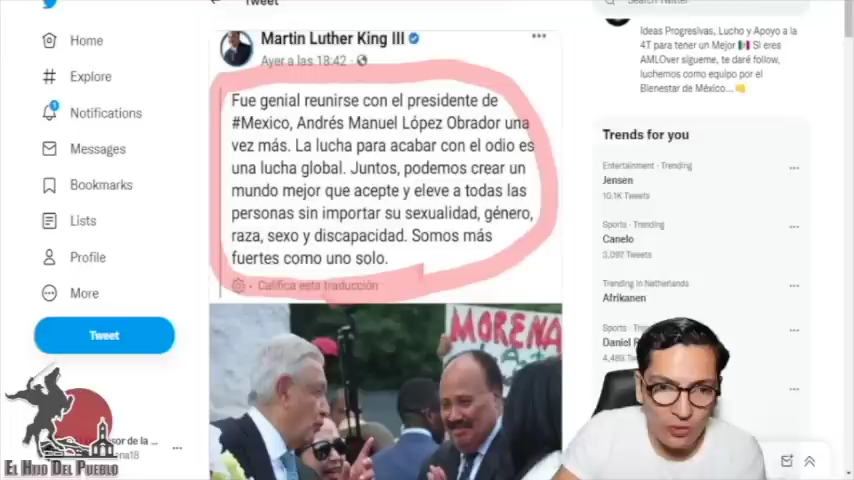 Tweet
Home
Explore
Notifications
Messages
Bookmarks
Lists
Profile
More
Tweet
Martin Luther King III
Ayer a las 18:42
Fue genial reunirse con el presidente de
#Mexico, Andrés Manuel López Obrador una
vez más. La lucha para acabar con el odio es
una lucha global. Juntos, podemos crear un
mundo mejor que acepte y eleve a todas las
personas sin importar su sexualidad, género,
raza, sexo y discapacidad. Somos más
fuertes como uno solo.
Califica esta traducción
MORENA
Search Twitter
Ideas Progresivas, Lucho y Apoyo a la
4T para tener un Mejor 🇲🇽 Si eres
AMLOver sigueme, te daré follow,
luchemos como equipo por el
Bienestar de México...
Trends for you
Entertainment · Trending
Jensen
10.1K Tweets
Sports · Trending
Canelo
3,097 Tweets
Trending in Netherlands
Afrikanen
Sports
Daniel
EL HIJO DEL PUEBLO